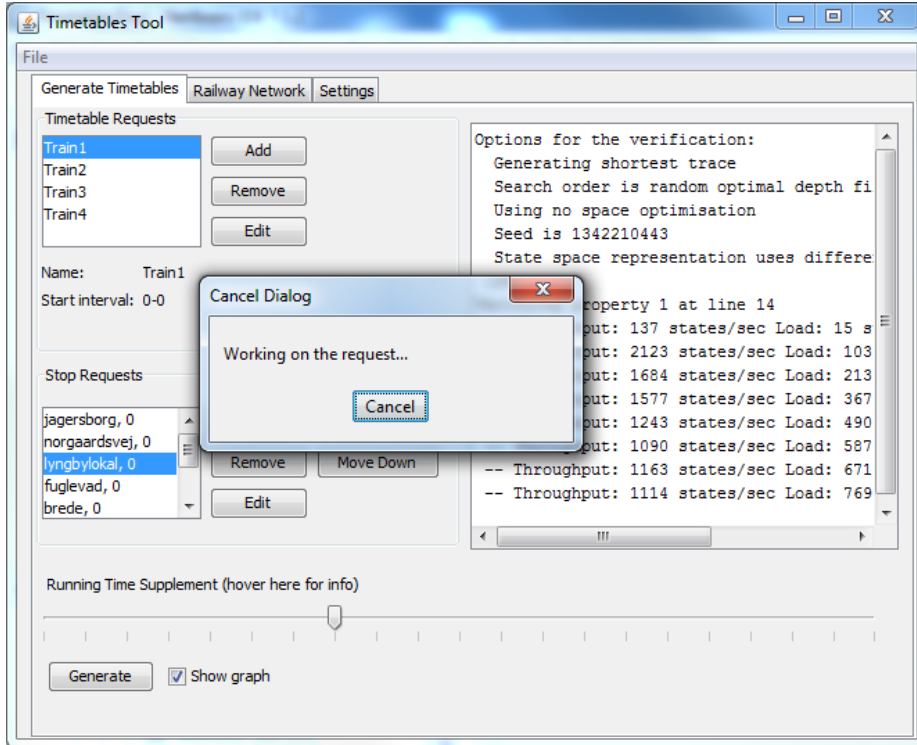 Timetables Tool
File
Generate Timetables Railway Network Settings
Timetable Requests
Train1
Train2
Train3
Train4
Add
Remove
Edit
Name: Train1
Start interval: 0-0
Stop Requests
jagersborg, 0
norgaardsvej, 0
lyngbylokal, 0
fuglevad, 0
brede, 0
Remove Move Down
Edit
Cancel Dialog
Working on the request...
Cancel
Options for the verification:
Generating shortest trace
Search order is random optimal depth fi
Using no space optimisation
Seed is 1342210443
State space representation uses differe
roperty 1 at line 14
put: 137 states/sec Load: 15 s
put: 2123 states/sec Load: 103
put: 1684 states/sec Load: 213
put: 1577 states/sec Load: 367
put: 1243 states/sec Load: 490
put: 1090 states/sec Load: 587
-- Throughput: 1163 states/sec Load: 671
-- Throughput: 1114 states/sec Load: 769
Running Time Supplement (hover here for info)
Generate Show graph